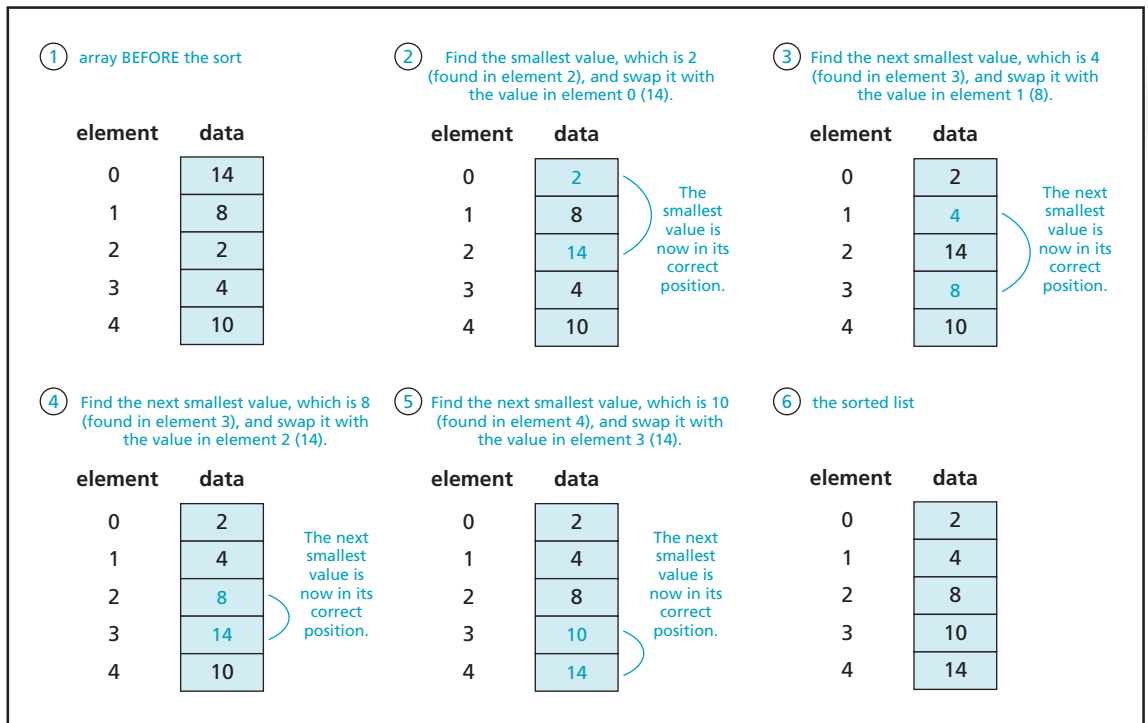 1 array BEFORE the sort
element data
0 14
1 8
2 2
3 4
4 10
2 Find the smallest value, which is 2
(found in element 2), and swap it with
the value in element 0 (14).
element data
0 2
1 8
2 14
3 4
4 10
The
smallest
value is
now in its
correct
position.
3 Find the next smallest value, which is 4
(found in element 3), and swap it with
the value in element 1 (8).
element data
0 2
1 4
2 14
3 8
4 10
The next
smallest
value is
now in its
correct
position.
4 Find the next smallest value, which is 8
(found in element 3), and swap it with
the value in element 2 (14).
element data
0 2
1 4
2 8
3 14
4 10
The next
smallest
value is
now in its
correct
position.
5 Find the next smallest value, which is 10
(found in element 4), and swap it with
the value in element 3 (14).
element data
0 2
1 4
2 8
3 10
4 14
The next
smallest
value is
now in its
correct
position.
6 the sorted list
element data
0 2
1 4
2 8
3 10
4 14